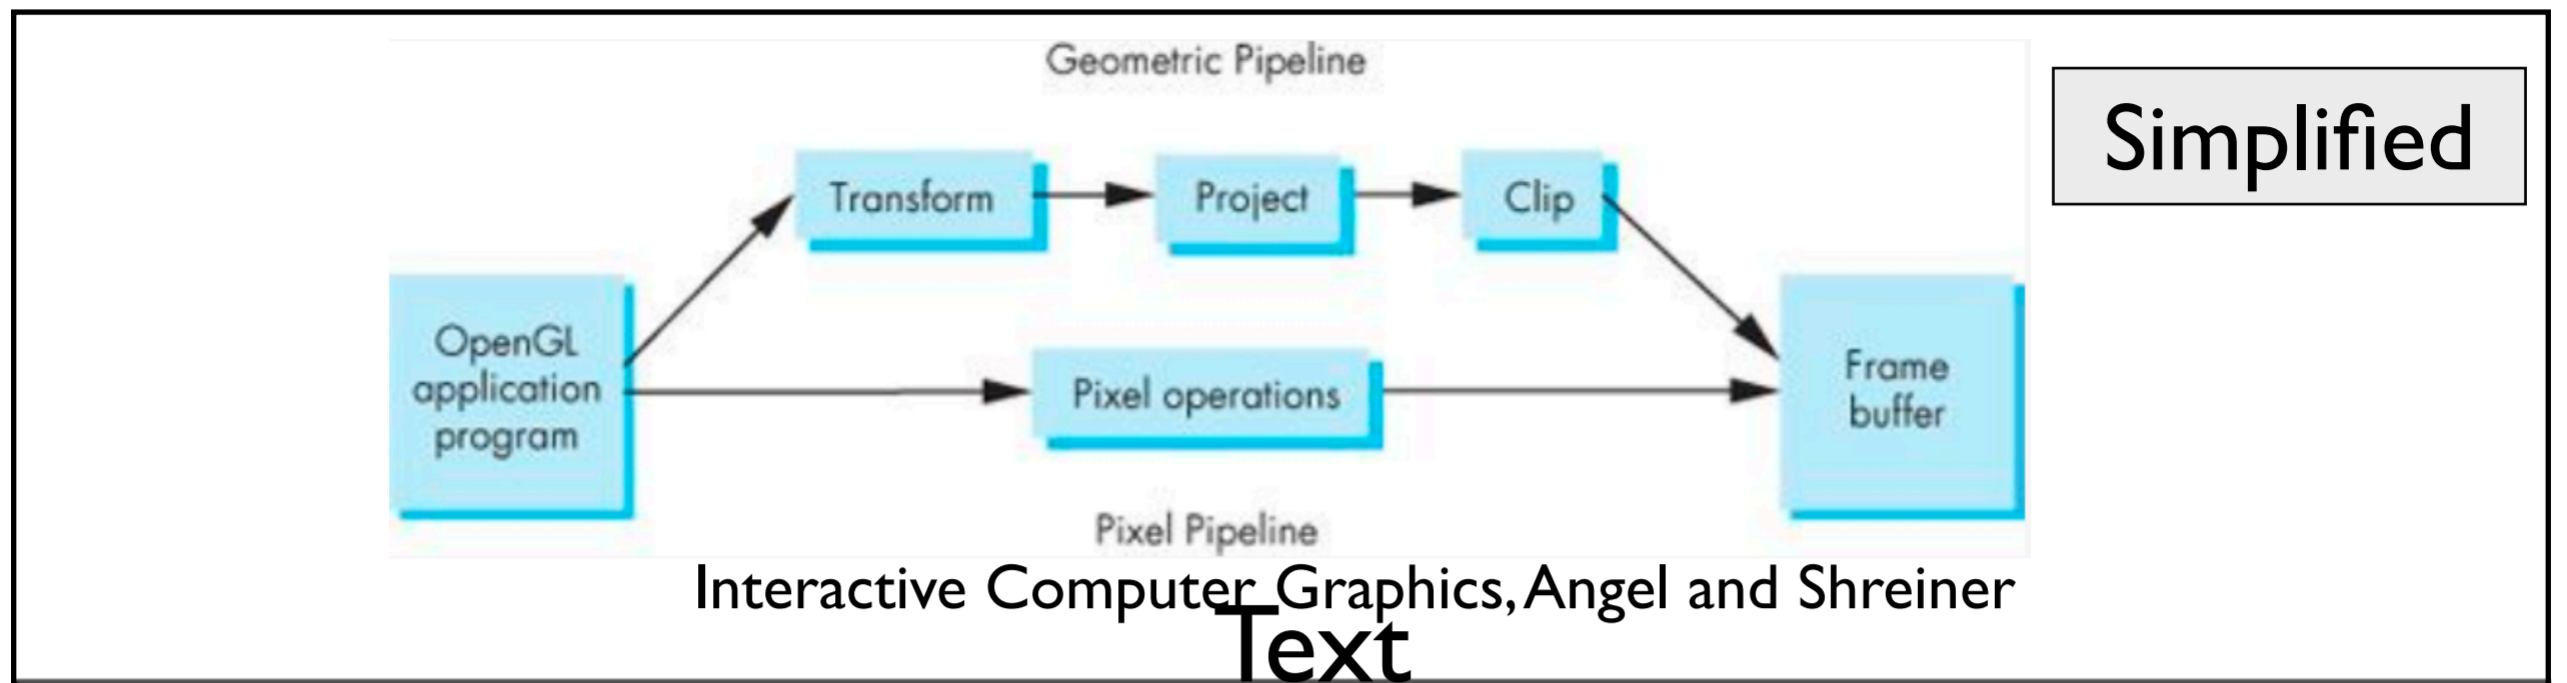 Geometric Pipeline
Simplified
Transform
Project
Clip
OpenGL
application
program
Pixel operations
Frame
buffer
Pixel Pipeline
Interactive Computer Graphics, Angel and Shreiner
Text